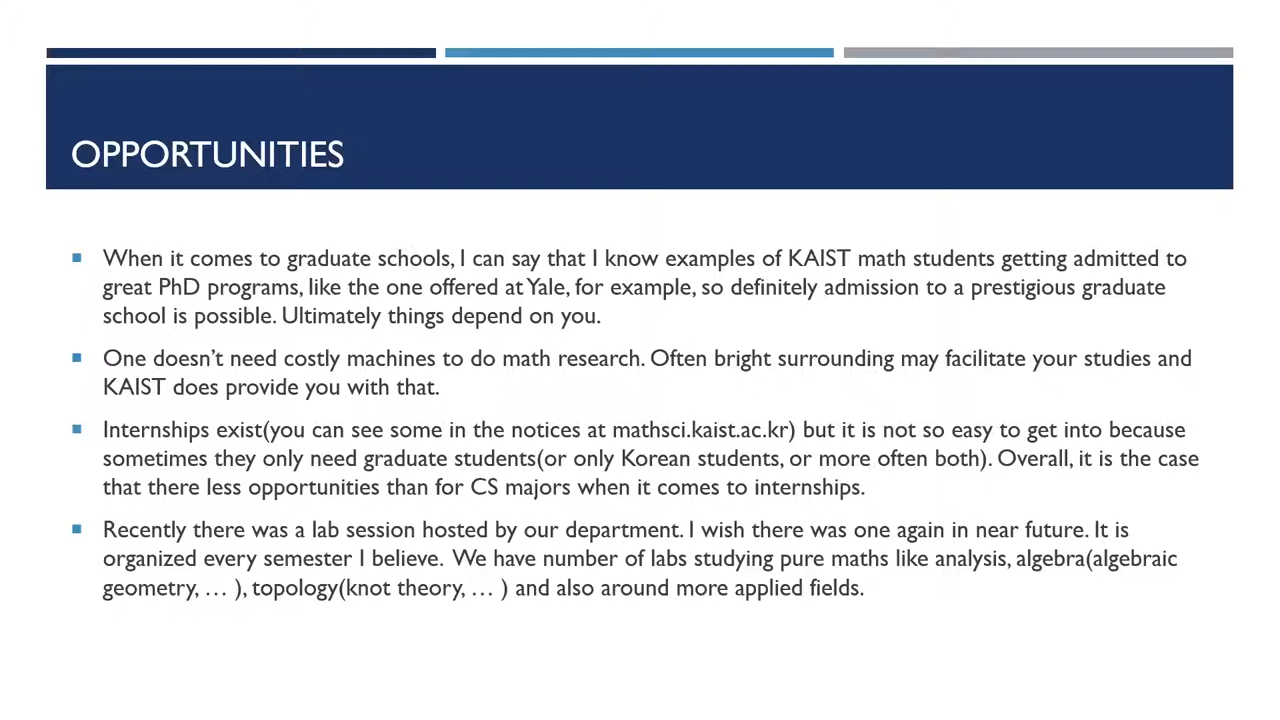 OPPORTUNITIES
When it comes to graduate schools, I can say that I know examples of KAIST math students getting admitted to
great PhD programs, like the one offered at Yale, for example, so definitely admission to a prestigious graduate
school is possible. Ultimately things depend on you.
One doesn’t need costly machines to do math research. Often bright surrounding may facilitate your studies and
KAIST does provide you with that.
Internships exist(you can see some in the notices at mathsci.kaist.ac.kr) but it is not so easy to get into because
sometimes they only need graduate students(or only Korean students, or more often both). Overall, it is the case
that there less opportunities than for CS majors when it comes to internships.
Recently there was a lab session hosted by our department. I wish there was one again in near future. It is
organized every semester I believe. We have number of labs studying pure maths like analysis, algebra(algebraic
geometry, … ), topology(knot theory, … ) and also around more applied fields.